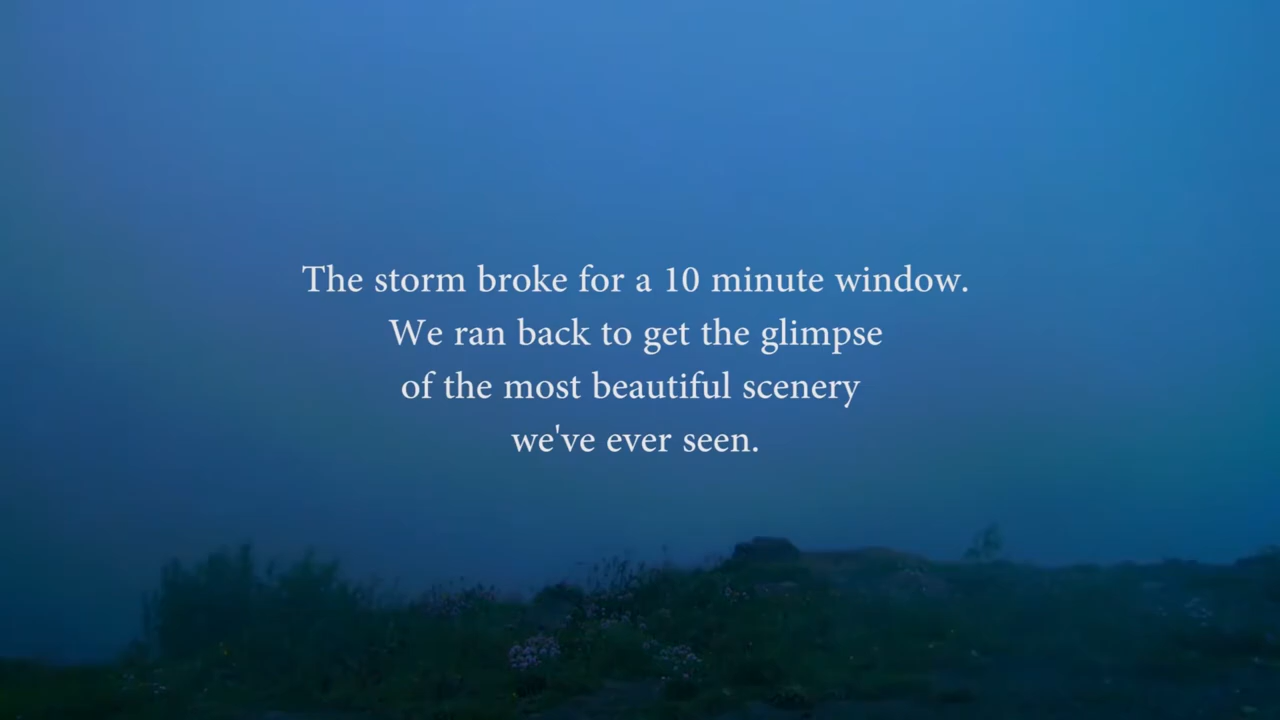 The storm broke for a 10 minute window.
We ran back to get the glimpse
of the most beautiful scenery
we've ever seen.